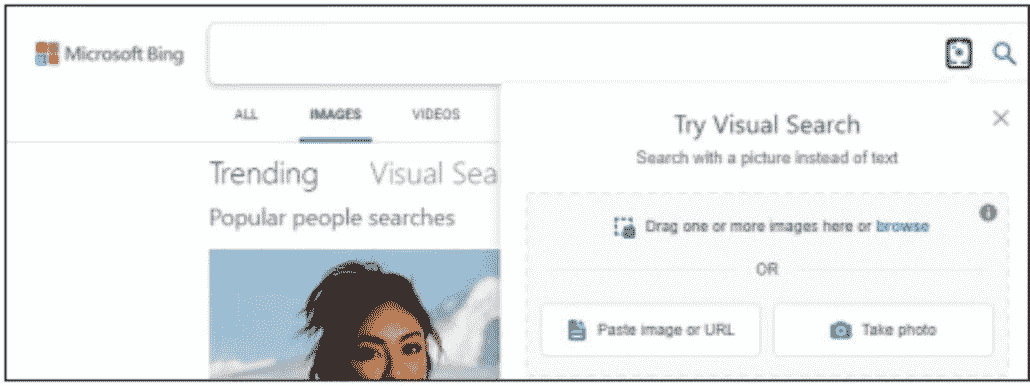 Microsoft Bing
ALL IMAGES VIDEOS
Trending Visual Sea
Popular people searches
Try Visual Search
Search with a picture instead of text
Drag one or more images here or browse
OR
Paste image or URL Take photo